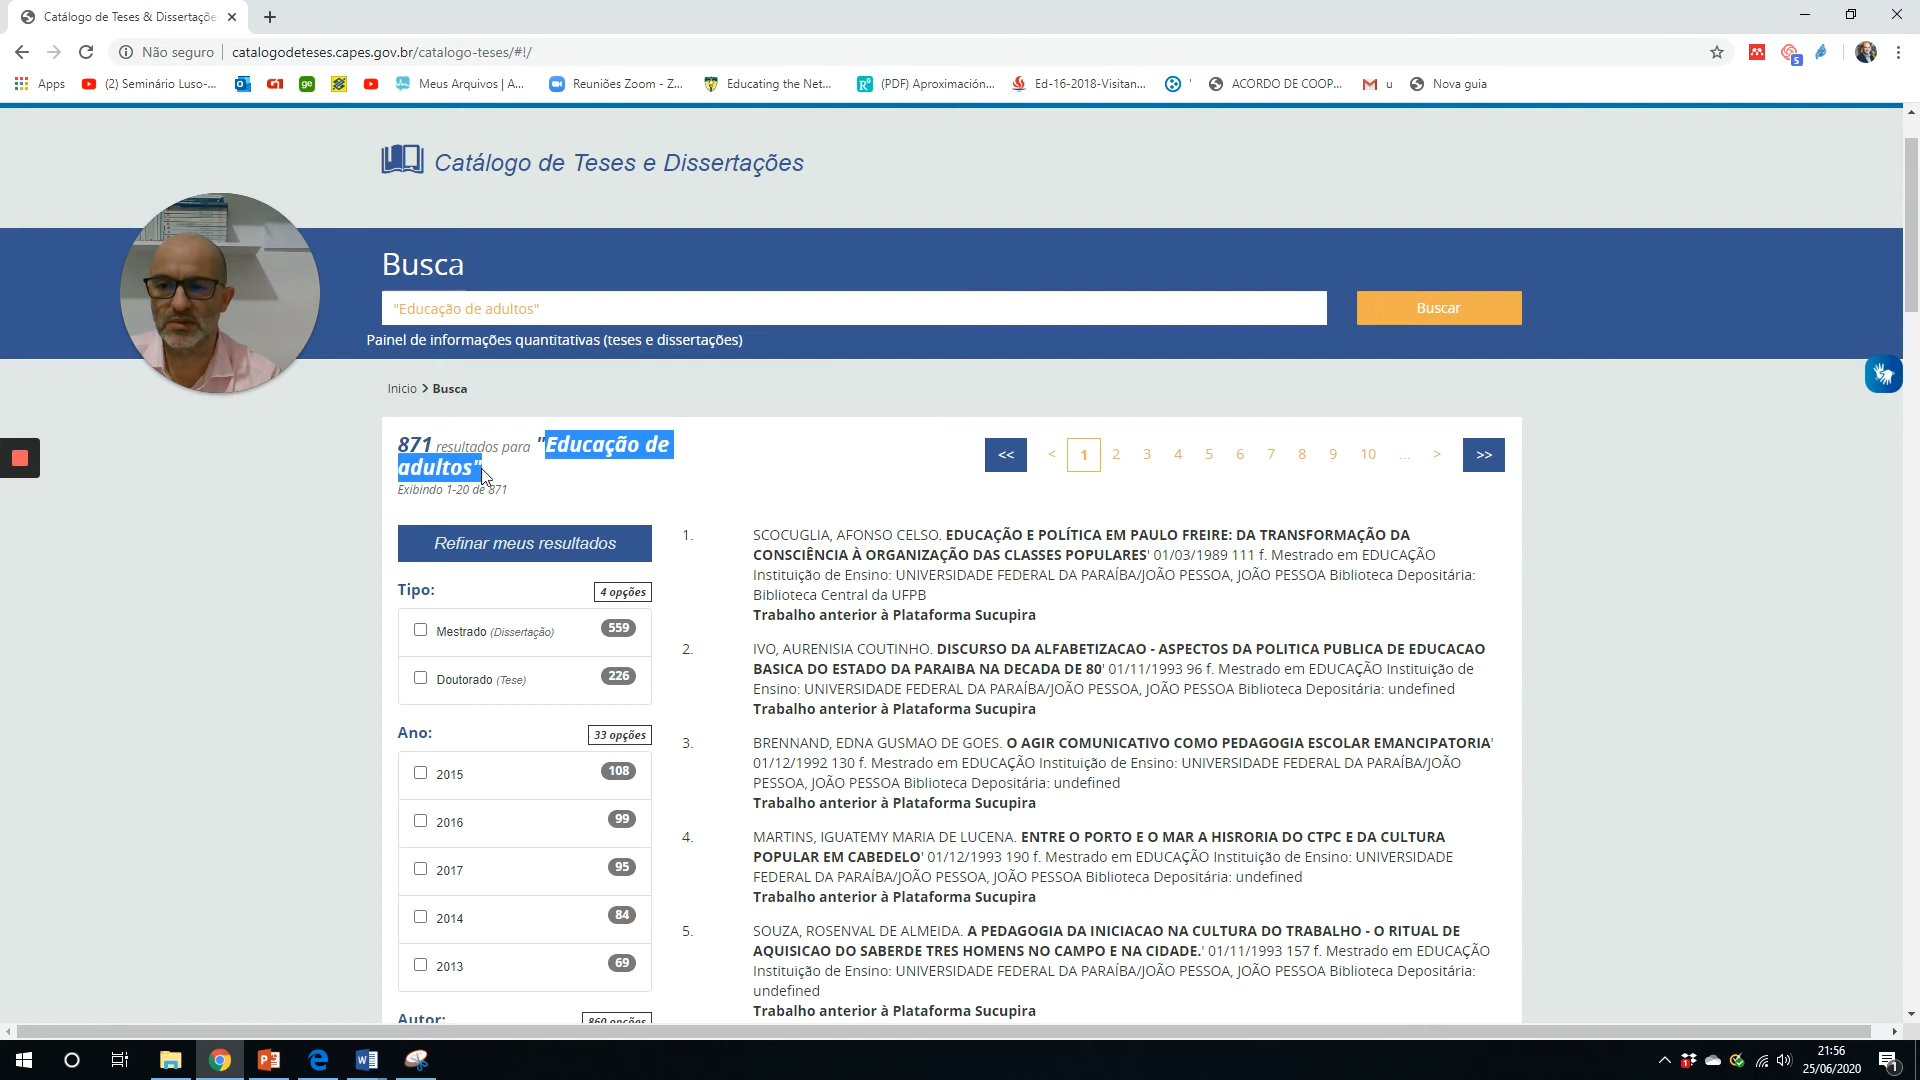 Catálogo de Teses & Dissertaçõe
Não seguro | catalogodeteses.capes.gov.br/catalogo-teses/#!/
5
Apps (2) Seminário Luso-... Meus Arquivos | A... Reuniões Zoom - Z... Educating the Net... (PDF) Aproximación... Ed-16-2018-Visitan... ' ACORDO DE COOP... u Nova guia
Catálogo de Teses e Dissertações
Busca
"Educação de adultos"
Buscar
Painel de informações quantitativas (teses e dissertações)
Inicio > Busca
871 resultados para "Educação de
adultos"
Exibindo 1-20 de 871
<< < 1 2 3 4 5 6 7 8 9 10 ... > >>
Refinar meus resultados
Tipo: 4 opções
Mestrado (Dissertação) 559
Doutorado (Tese) 226
Ano: 33 opções
2015 108
2016 99
2017 95
2014 84
2013 69
Autor: 860 opções
1. SCOCUGLIA, AFONSO CELSO. EDUCAÇÃO E POLÍTICA EM PAULO FREIRE: DA TRANSFORMAÇÃO DA
CONSCIÊNCIA À ORGANIZAÇÃO DAS CLASSES POPULARES' 01/03/1989 111 f. Mestrado em EDUCAÇÃO
Instituição de Ensino: UNIVERSIDADE FEDERAL DA PARAÍBA/JOÃO PESSOA, JOÃO PESSOA Biblioteca Depositária:
Biblioteca Central da UFPB
Trabalho anterior à Plataforma Sucupira
2. IVO, AURENISIA COUTINHO. DISCURSO DA ALFABETIZACAO - ASPECTOS DA POLITICA PUBLICA DE EDUCACAO
BASICA DO ESTADO DA PARAIBA NA DECADA DE 80' 01/11/1993 96 f. Mestrado em EDUCAÇÃO Instituição de
Ensino: UNIVERSIDADE FEDERAL DA PARAÍBA/JOÃO PESSOA, JOÃO PESSOA Biblioteca Depositária: undefined
Trabalho anterior à Plataforma Sucupira
3. BRENNAND, EDNA GUSMAO DE GOES. O AGIR COMUNICATIVO COMO PEDAGOGIA ESCOLAR EMANCIPATORIA'
01/12/1992 130 f. Mestrado em EDUCAÇÃO Instituição de Ensino: UNIVERSIDADE FEDERAL DA PARAÍBA/JOÃO
PESSOA, JOÃO PESSOA Biblioteca Depositária: undefined
Trabalho anterior à Plataforma Sucupira
4. MARTINS, IGUATEMY MARIA DE LUCENA. ENTRE O PORTO E O MAR A HISRORIA DO CTPC E DA CULTURA
POPULAR EM CABEDELO' 01/12/1993 190 f. Mestrado em EDUCAÇÃO Instituição de Ensino: UNIVERSIDADE
FEDERAL DA PARAÍBA/JOÃO PESSOA, JOÃO PESSOA Biblioteca Depositária: undefined
Trabalho anterior à Plataforma Sucupira
5. SOUZA, ROSENVAL DE ALMEIDA. A PEDAGOGIA DA INICIACAO NA CULTURA DO TRABALHO - O RITUAL DE
AQUISICAO DO SABERDE TRES HOMENS NO CAMPO E NA CIDADE.' 01/11/1993 157 f. Mestrado em EDUCAÇÃO
Instituição de Ensino: UNIVERSIDADE FEDERAL DA PARAÍBA/JOÃO PESSOA, JOÃO PESSOA Biblioteca Depositária:
undefined
Trabalho anterior à Plataforma Sucupira
21:56
25/06/2020
1